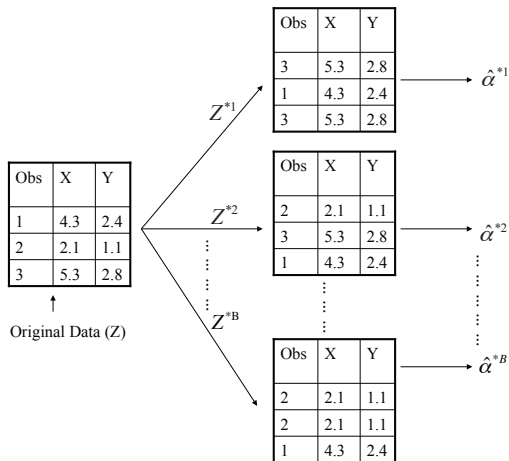 Obs X Y
3 5.3 2.8
1 4.3 2.4
3 5.3 2.8
Z*1
α̂*1
Obs X Y
1 4.3 2.4
2 2.1 1.1
3 5.3 2.8
Original Data (Z)
Z*2
Obs X Y
2 2.1 1.1
3 5.3 2.8
1 4.3 2.4
α̂*2
Z*B
Obs X Y
2 2.1 1.1
2 2.1 1.1
1 4.3 2.4
α̂*B